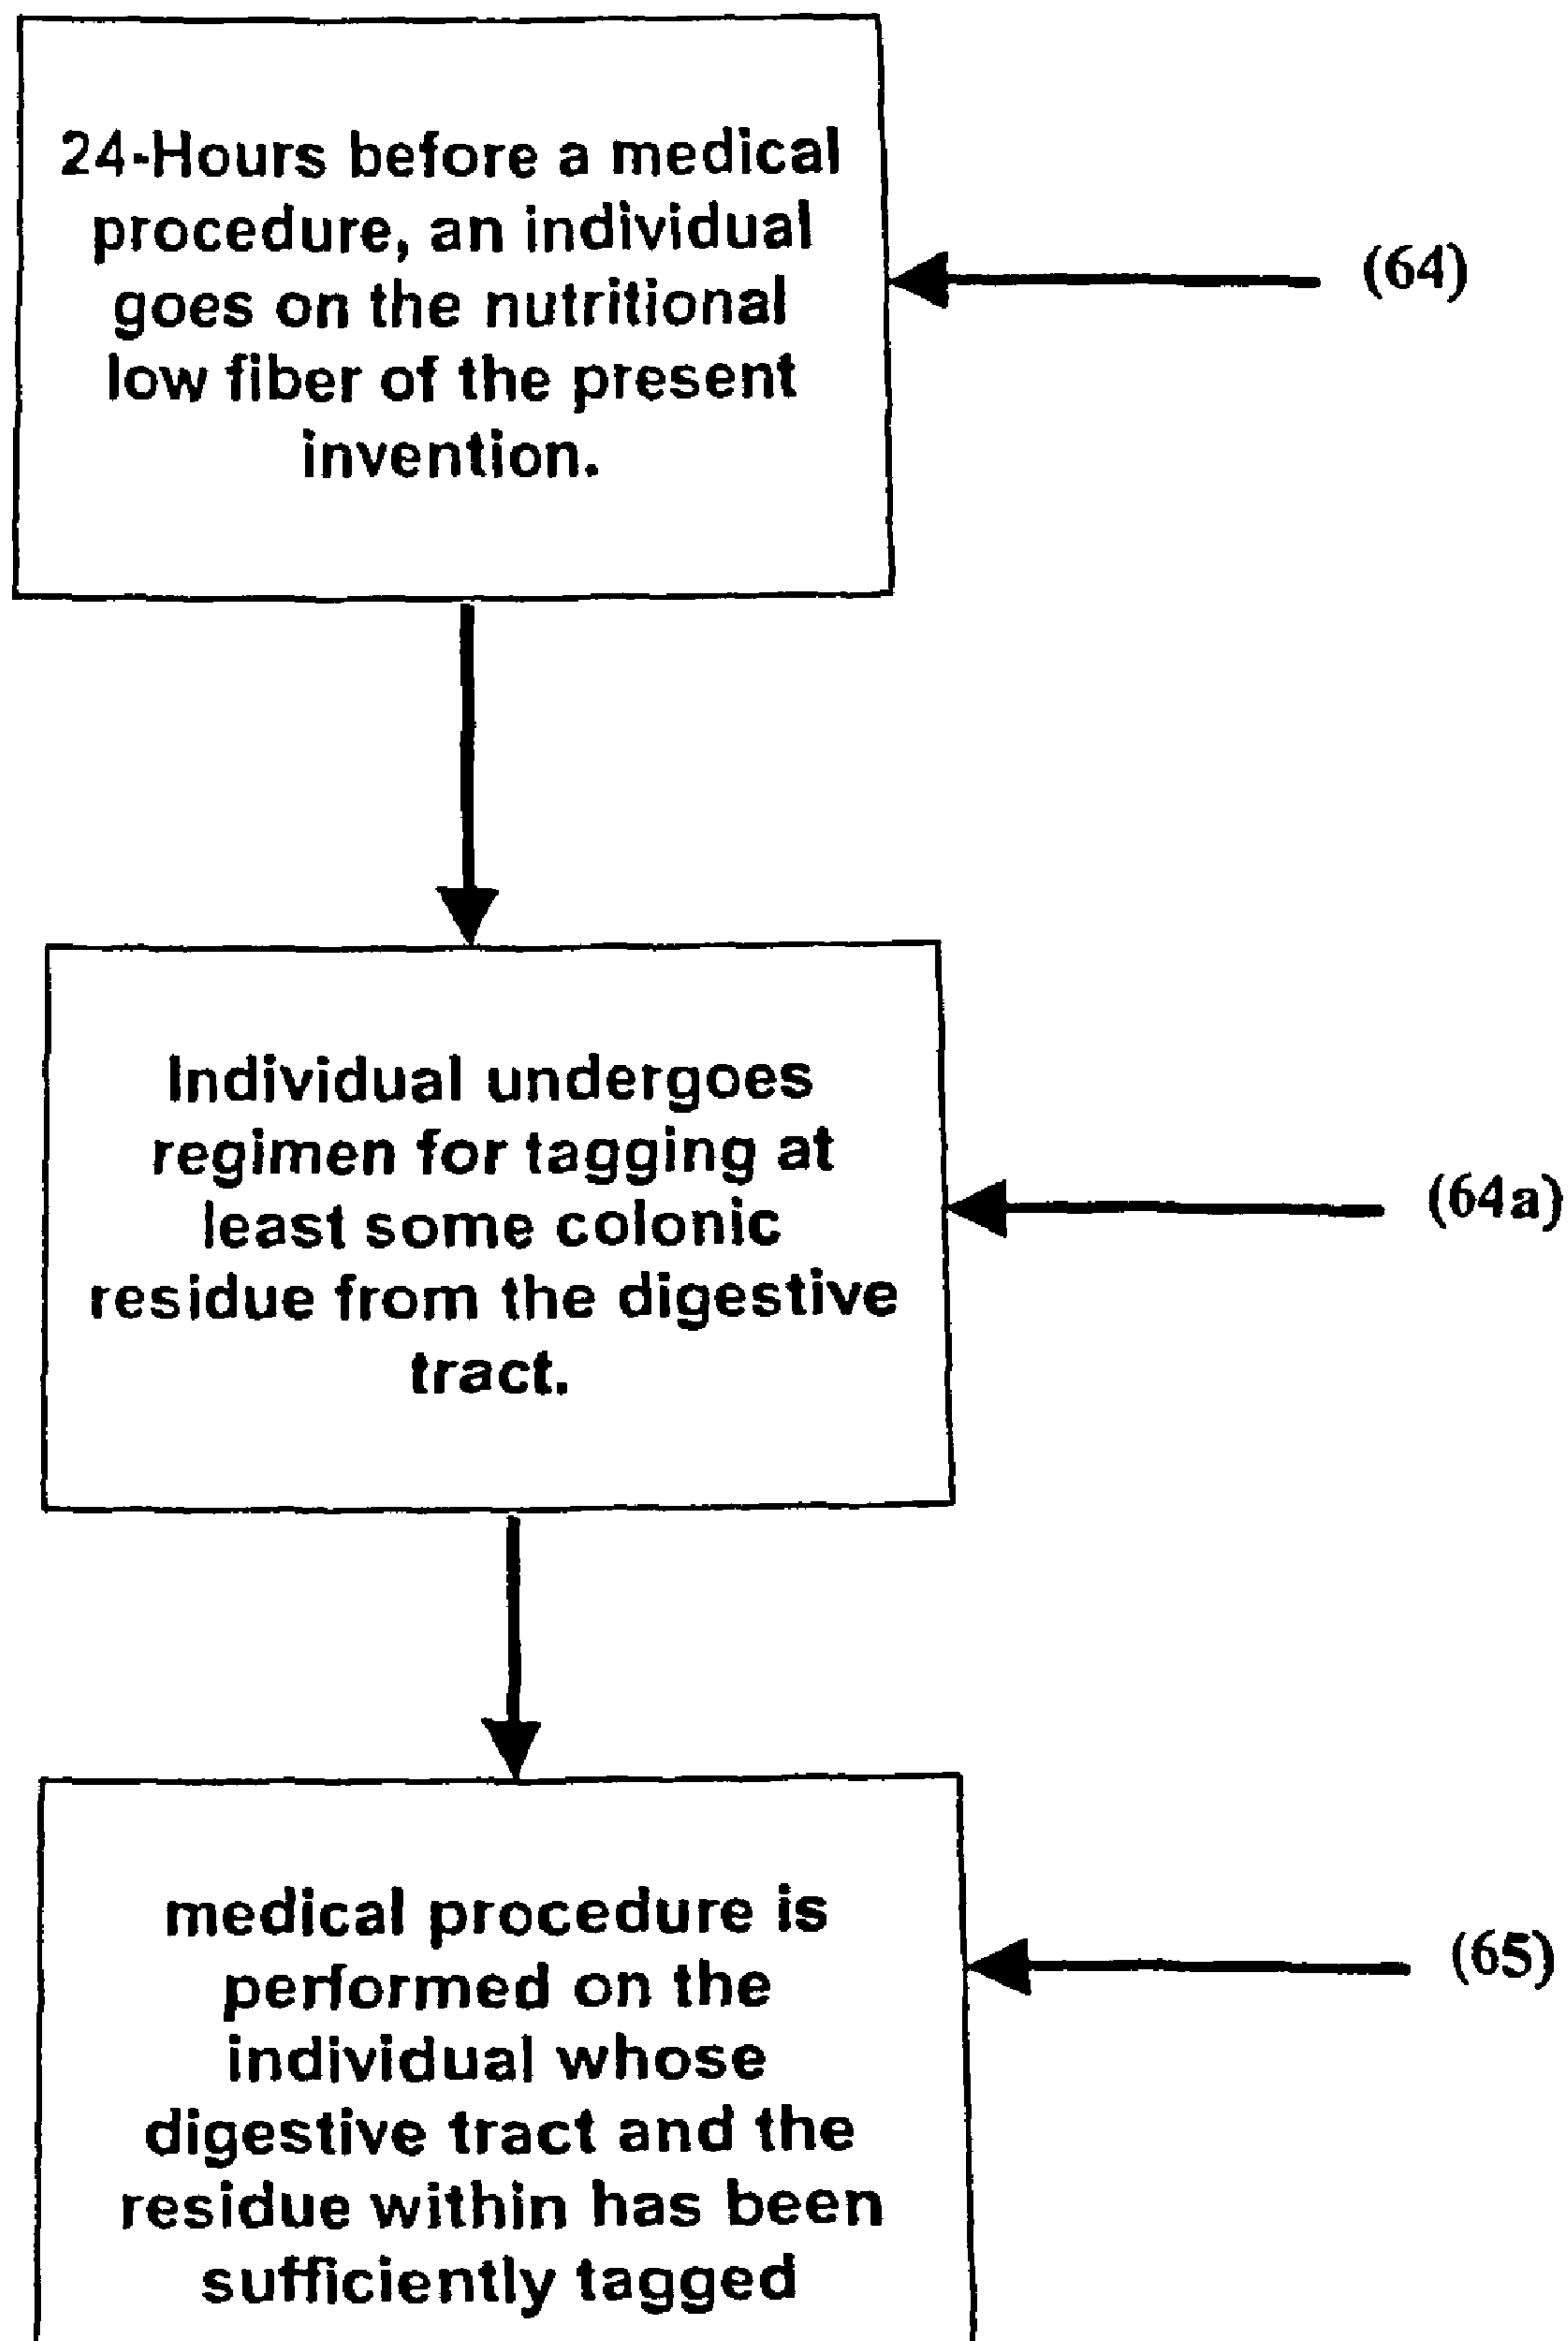 24-Hours before a medical
procedure, an individual
goes on the nutritional
low fiber of the present
invention.
(64)
Individual undergoes
regimen for tagging at
least some colonic
residue from the digestive
tract.
(64a)
medical procedure is
performed on the
individual whose
digestive tract and the
residue within has been
sufficiently tagged
(65)